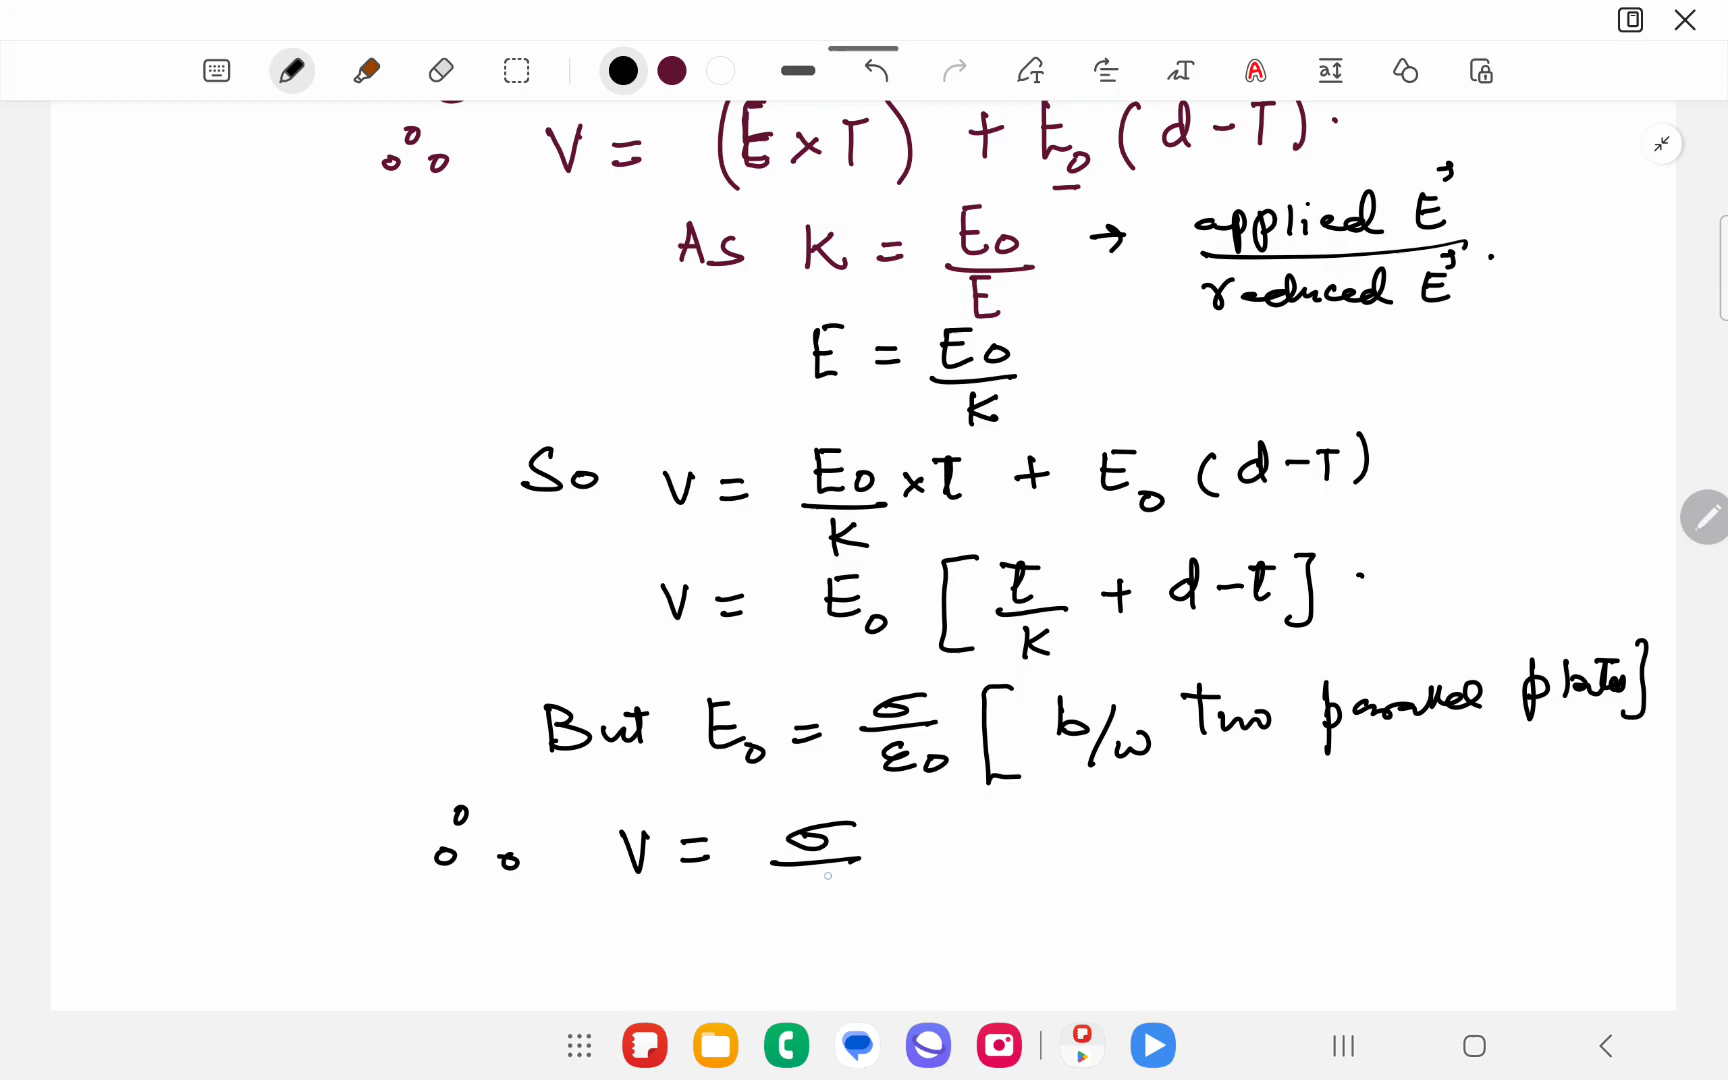 ∴ V = (E × T) + E₀ (d - T).
As K = E₀/E → applied E⃗ / reduced E⃗.
E = E₀/K
So V = E₀/K × t + E₀ (d - T)
V = E₀ [t/K + d - t].
But E₀ = σ/ε₀ [b/w two parallel plates]
∴ V = σ